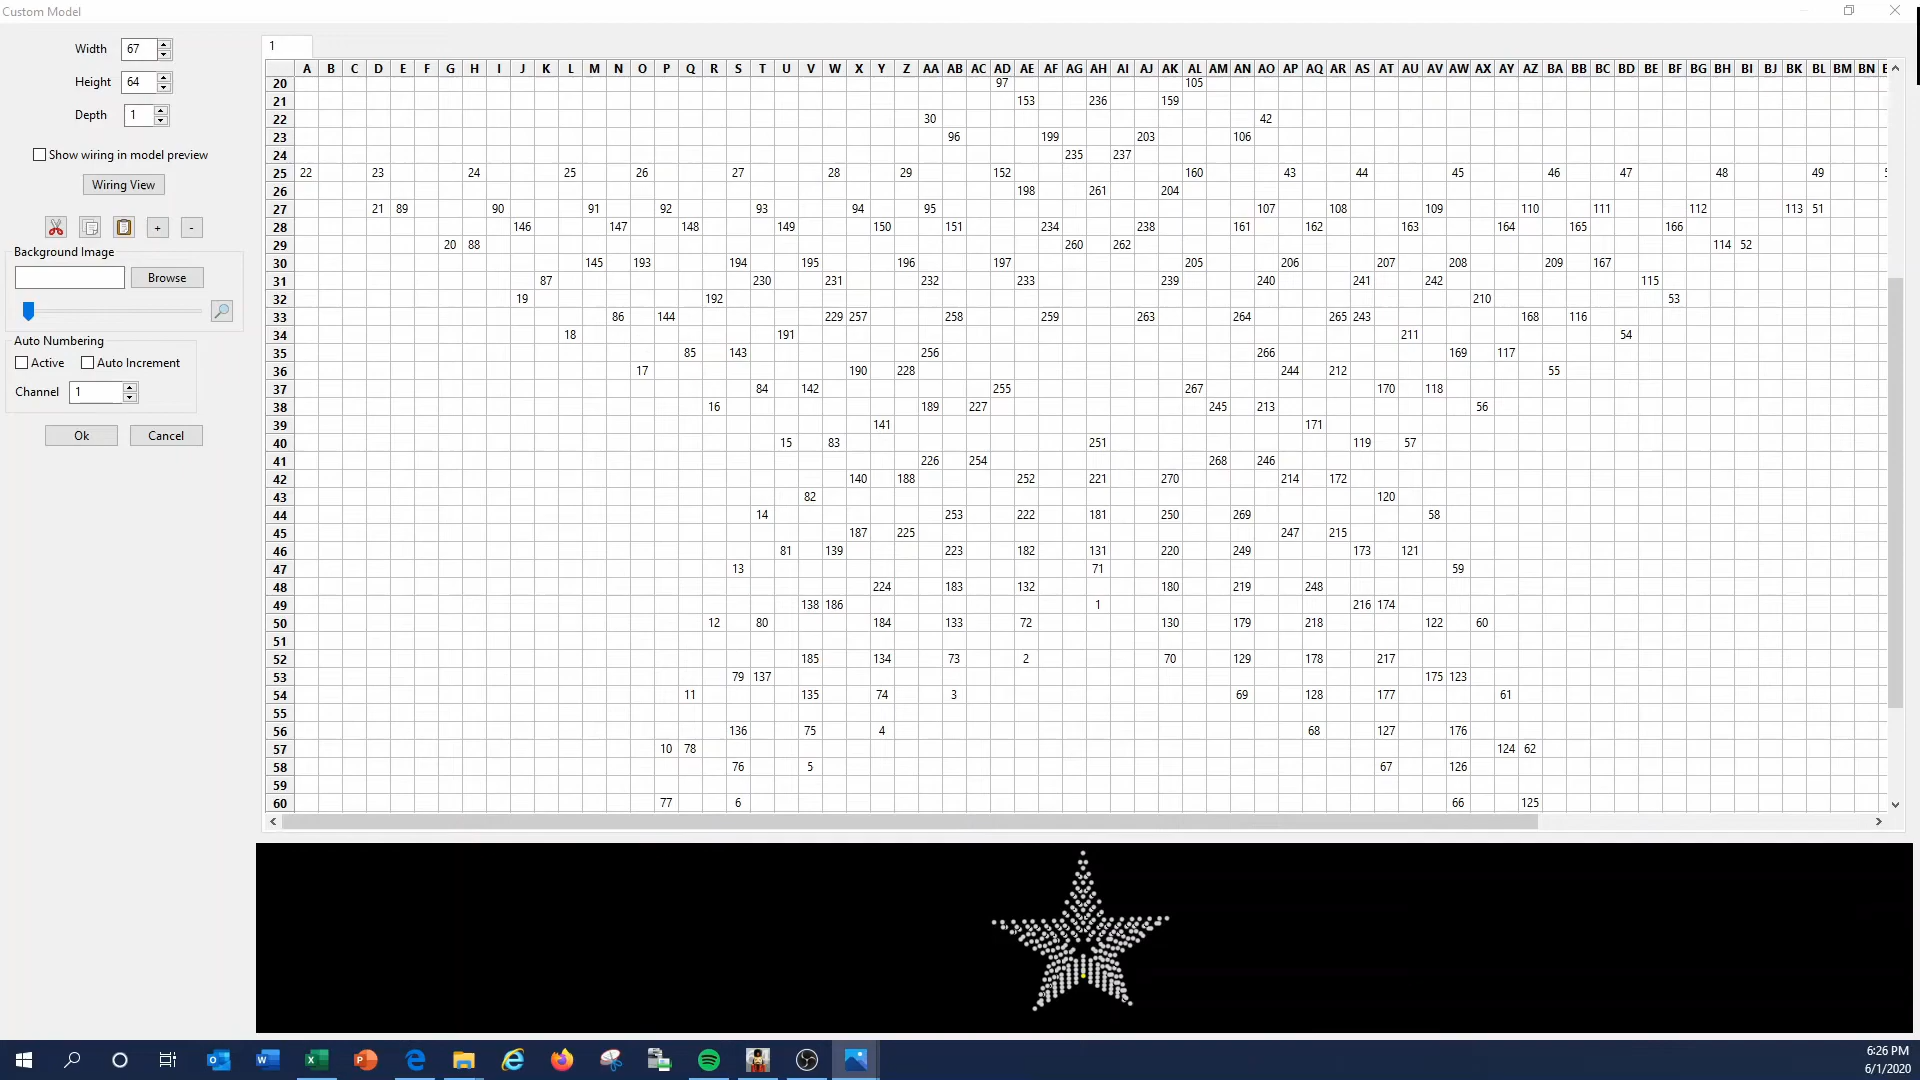 Custom Model
Width 67
Height 64
Depth 1
Show wiring in model preview
Wiring View
+ -
Background Image
Browse
Auto Numbering
Active Auto Increment
Channel 1
Ok Cancel
1
A B C D E F G H I J K L M N O P Q R S T U V W X Y Z AA AB AC AD AE AF AG AH AI AJ AK AL AM AN AO AP AQ AR AS AT AU AV AW AX AY AZ BA BB BC BD BE BF BG BH BI BJ BK BL BM BN
20 97 105
21 153 236 159
22 30 42
23 96 199 203 106
24 235 237
25 22 23 24 25 26 27 28 29 152 160 43 44 45 46 47 48 49
26 198 261 204
27 21 89 90 91 92 93 94 95 107 108 109 110 111 112 113 51
28 146 147 148 149 150 151 234 238 161 162 163 164 165 166
29 20 88 260 262 114 52
30 145 193 194 195 196 197 205 206 207 208 209 167
31 87 230 231 232 233 239 240 241 242 115
32 19 192 210 53
33 86 144 229 257 258 259 263 264 265 243 168 116
34 18 191 211 54
35 85 143 256 266 169 117
36 17 190 228 244 212 55
37 84 142 255 267 170 118
38 16 189 227 245 213 56
39 141 171
40 15 83 251 119 57
41 226 254 268 246
42 140 188 252 221 270 214 172
43 82 120
44 14 253 222 181 250 269 58
45 187 225 247 215
46 81 139 223 182 131 220 249 173 121
47 13 71 59
48 224 183 132 180 219 248
49 138 186 1 216 174
50 12 80 184 133 72 130 179 218 122 60
51
52 185 134 73 2 70 129 178 217
53 79 137 175 123
54 11 135 74 3 69 128 177 61
55
56 136 75 4 68 127 176
57 10 78 124 62
58 76 5 67 126
59
60 77 6 66 125
6:26 PM
6/1/2020